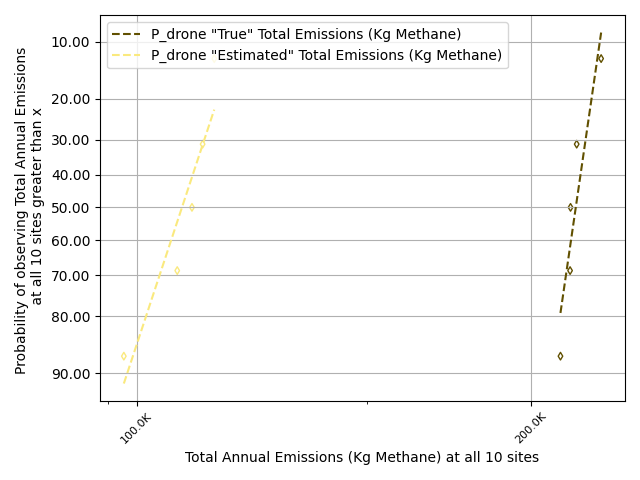 P_drone "True" Total Emissions (Kg Methane)
P_drone "Estimated" Total Emissions (Kg Methane)
Probability of observing Total Annual Emissions
at all 10 sites greater than x
10.00
20.00
30.00
40.00
50.00
60.00
70.00
80.00
90.00
100.0K
200.0K
Total Annual Emissions (Kg Methane) at all 10 sites